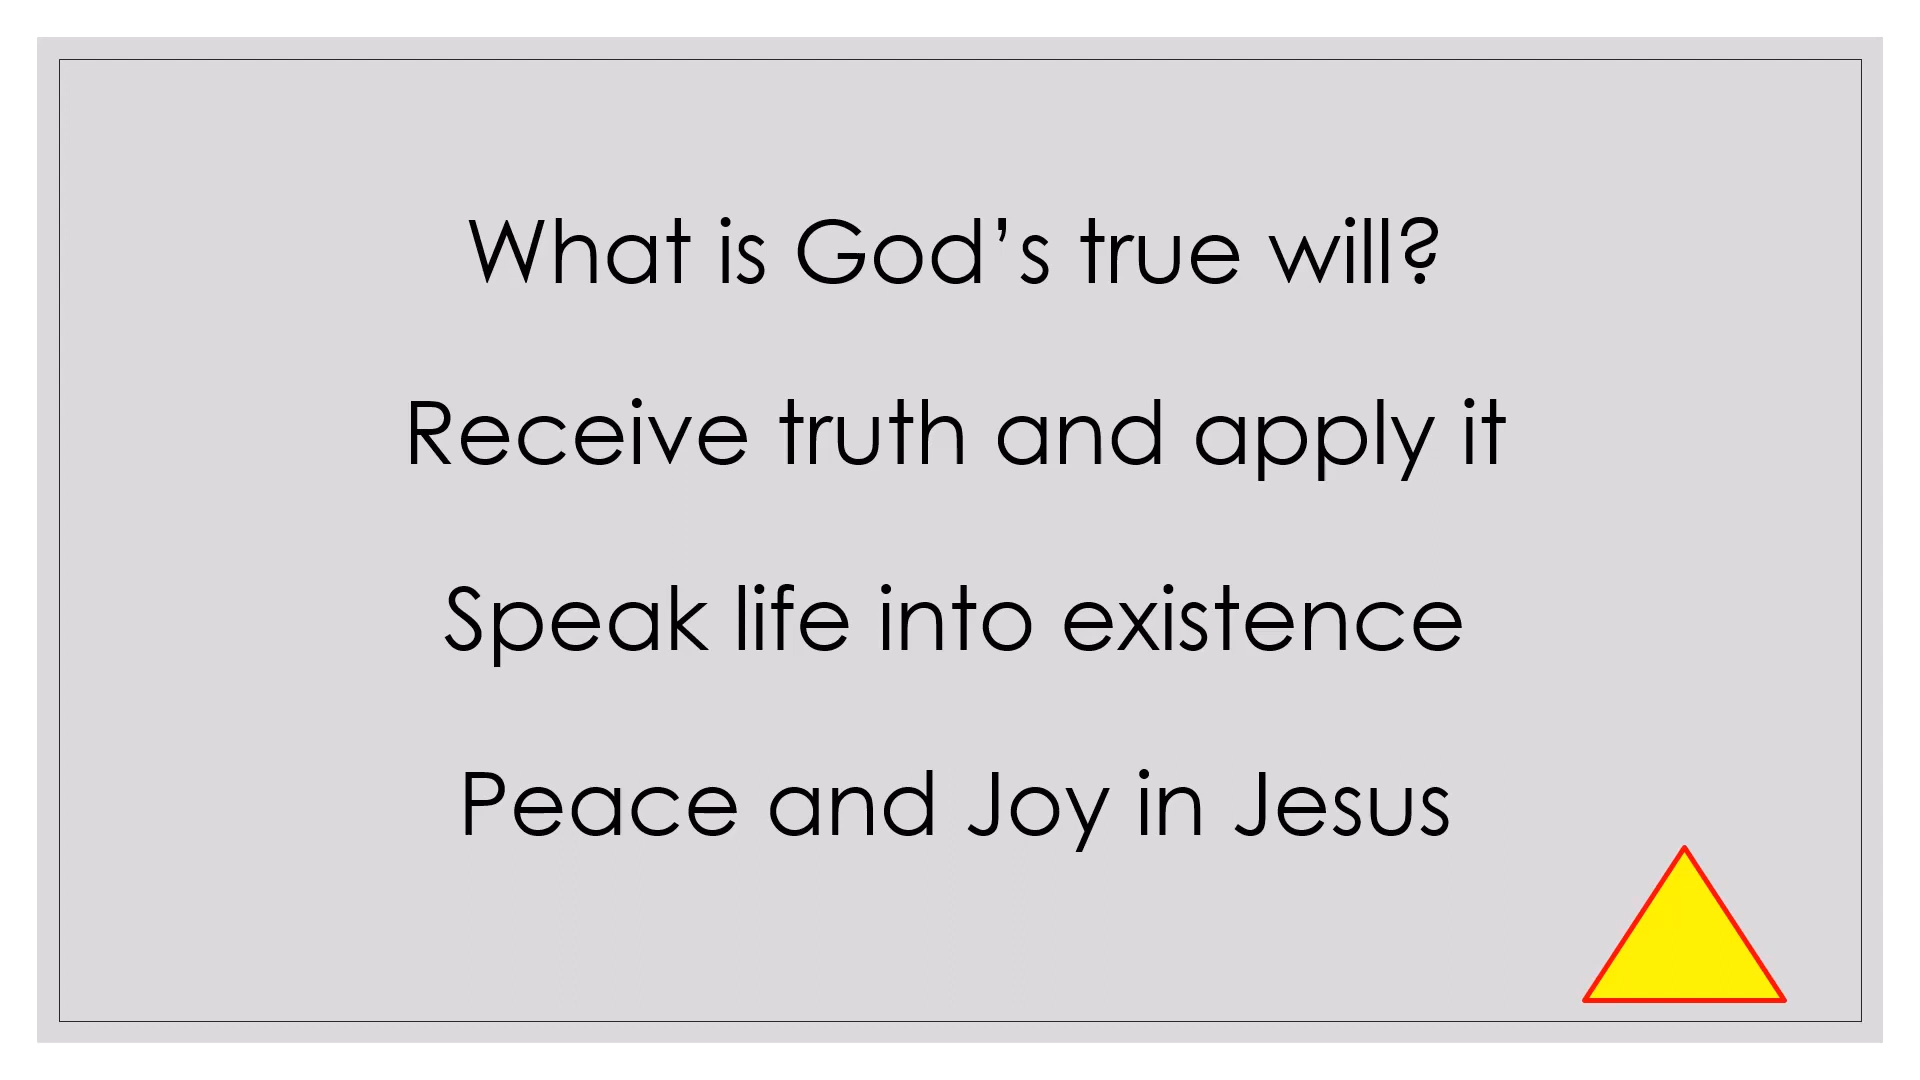 What is God’s true will?
Receive truth and apply it
Speak life into existence
Peace and Joy in Jesus